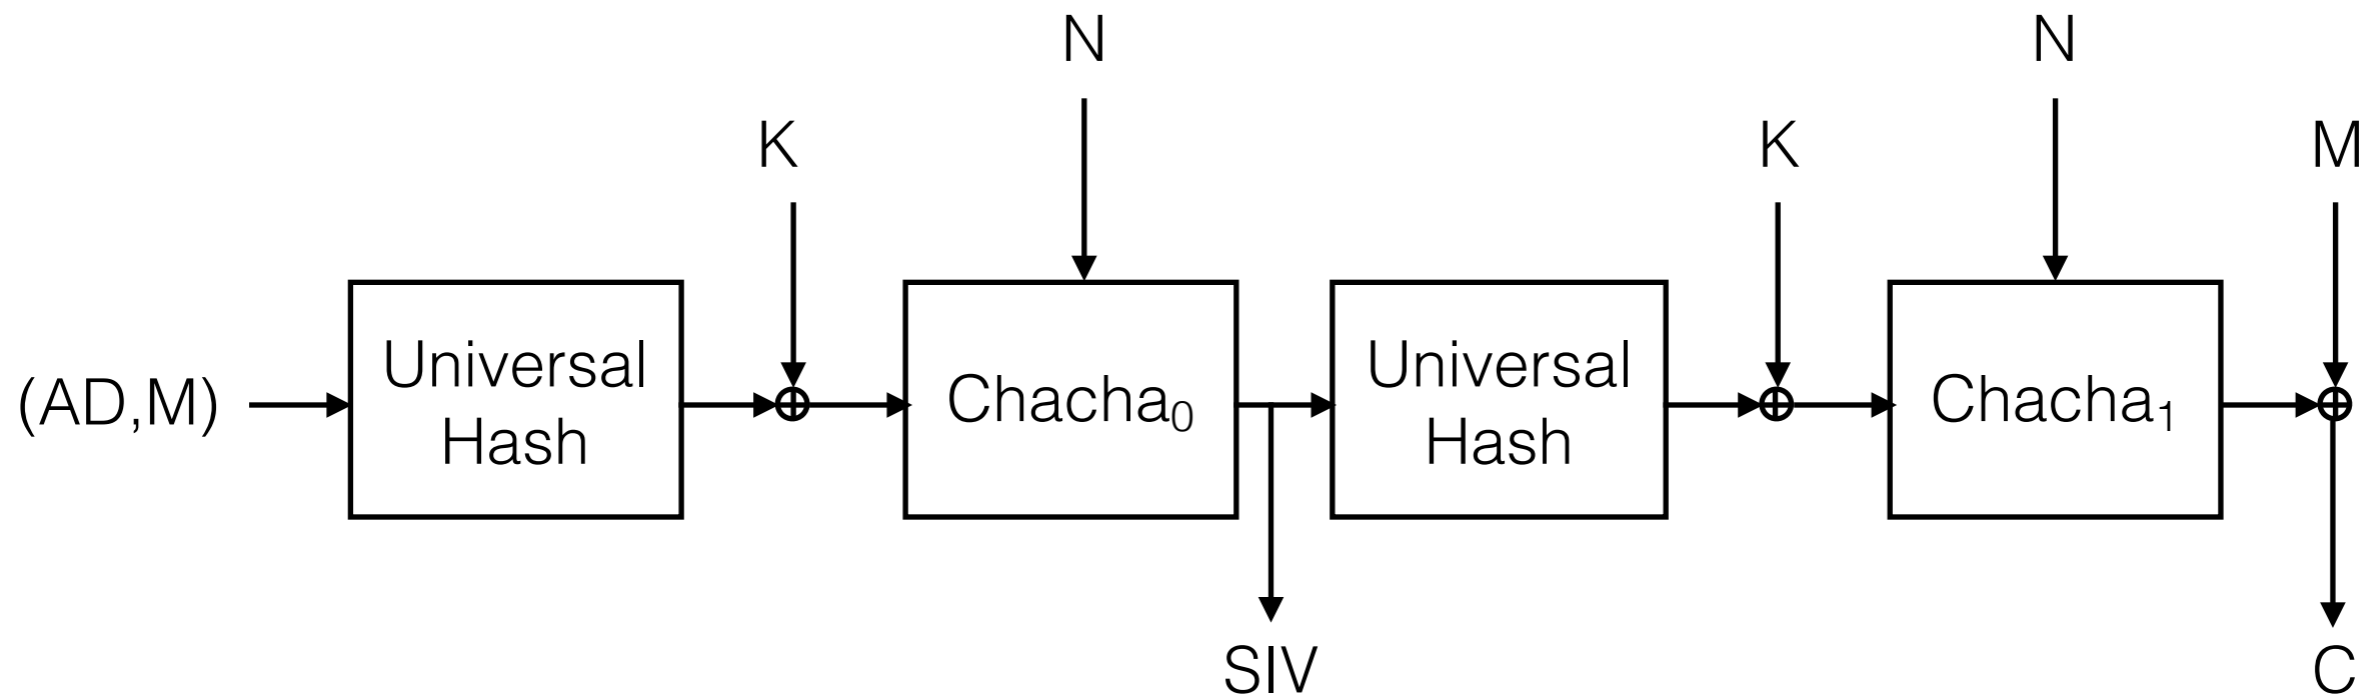 N
N
K
K
M
(AD,M)
Universal
Hash
Chacha₀
Universal
Hash
Chacha₁
SIV
C